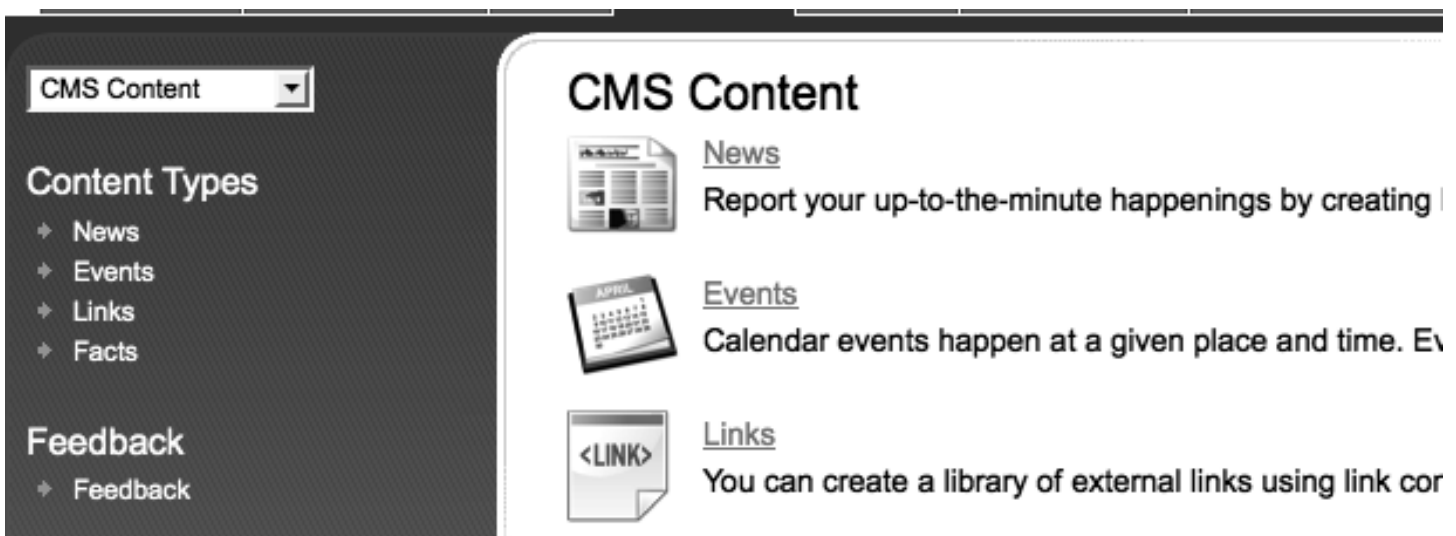 CMS Content
Content Types
News
Events
Links
Facts
Feedback
Feedback
CMS Content
News
Report your up-to-the-minute happenings by creating
APRIL
Events
Calendar events happen at a given place and time.
<LINK>
Links
You can create a library of external links using link